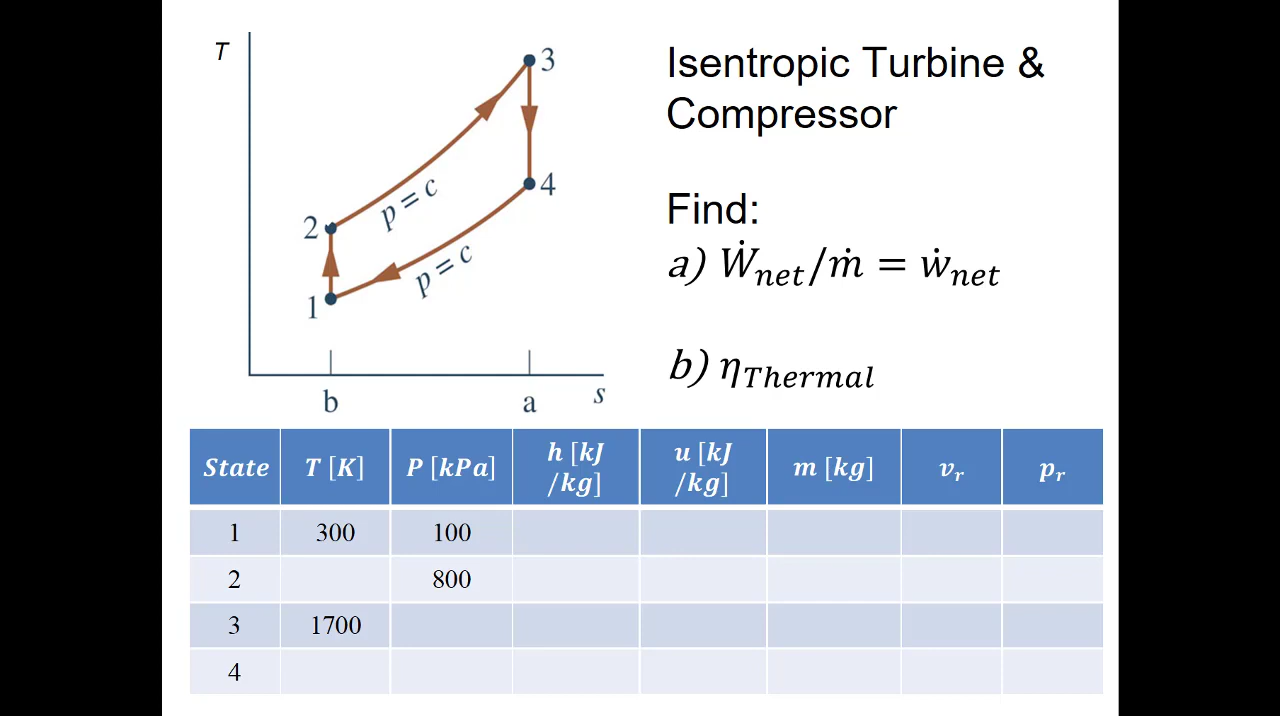 T
Isentropic Turbine &
Compressor
3
p = c
4
2
p = c
1
b
a
s
Find:
a) Ẇnet/ṁ = ẇnet
b) ηThermal
State T [K] P [kPa] h [kJ/kg] u [kJ/kg] m [kg] vr pr
1 300 100
2 800
3 1700
4